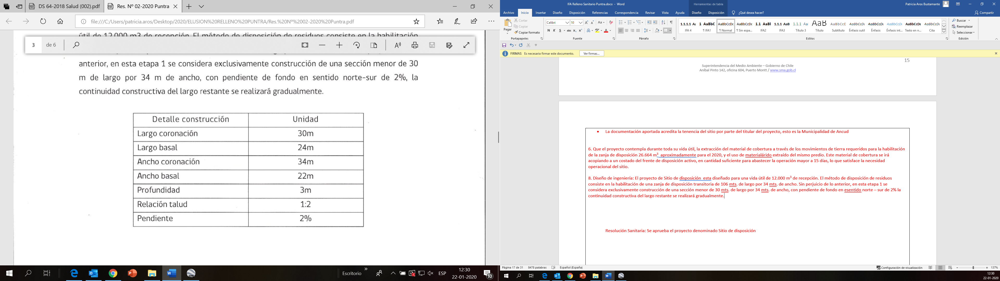 DS 64-2018 Salud (002).pdf
Res. Nº 02-2020 Puntra
file:///C:/Users/patricia.aros/Desktop/2020/ELUSION%20RELLENO%20PUNTRA/Res.%20Nº%2002-2020%20Puntra.pdf
útil de 12.000 m3 de recepción. El método de disposición de residuos consiste en la habilitación
3 de 6
anterior, en esta etapa 1 se considera exclusivamente construcción de una sección menor de 30
m de largo por 34 m de ancho, con pendiente de fondo en sentido norte-sur de 2%, la
continuidad constructiva del largo restante se realizará gradualmente.
Detalle construcción Unidad
Largo coronación 30m
Largo basal 24m
Ancho coronación 34m
Ancho basal 22m
Profundidad 3m
Relación talud 1:2
Pendiente 2%
Escritorio » ESP 12:30
22-01-2020 10
IFA Relleno Sanitario Puntra.docx - Word Herramientas de tabla Patricia Aros Bustamante
Archivo Inicio Insertar Diseño Disposición Referencias Correspondencia Revisar Vista Ayuda Diseño Disposición ¿Qué desea hacer? Compartir
Pegar Cortar
Copiar
Copiar formato
Portapapeles
Calibri 10
N K S abc x₂ x²
Fuente
Párrafo
1.1.1.1 Az 1 AaBbC AaBbCcDc AaBbCcDc 1.1 AaBl 1.1.1 AaB 1.1.1 Aa AaB AaBbCcD AaBbCcDc AaBbCcDc AaBbCcDc AaBbCcDc AaBbCcDc
IFA 4 ¶ IFA1 ¶ Normal ¶ Sin espa... IFA2 IFA3 Título 3 Título Subtítulo Énfasis sutil Énfasis Énfasis int... Texto en n... Cita
Estilos
Buscar
Reemplazar
Seleccionar
Edición
FIRMAS Es necesario firmar este documento. Ver firmas...
15
Superintendencia del Medio Ambiente – Gobierno de Chile
Aníbal Pinto 142, oficina 604, Puerto Montt / www.sma.gob.cl
• La documentación aportada acredita la tenencia del sitio por parte del titular del proyecto, esto es la Municipalidad de Ancud
6. Que el proyecto contempla durante toda su vida útil, la extracción del material de cobertura a través de los movimientos de tierra requeridos para la habilitación
de la zanja de disposición 26.664 m³ aproximadamente para el 2020, y el uso de materialárido extraído del mismo predio. Este material de cobertura se irá
acopiando a un costado del frente de disposición activo, en cantidad suficiente para abastecer la operación mayor a 15 días, lo que satisface la necesidad
operacional del sitio.
8. Diseño de ingeniería: El proyecto de Sitio de disposición esta diseñado para una vida útil de 12.000 m³ de recepción. El método de disposición de residuos
consiste en la habilitación de una zanja de disposición transitoria de 106 mts. de largo por 34 mts. de ancho. Sin perjuicio de lo anterior, en esta etapa 1 se
considera exclusivamente construcción de una sección menor de 30 mts. de largo por 34 mts. de ancho, con pendiente de fondo en esentido norte – sur de 2% la
continuidad constructiva del largo restante se realizará gradualmente.
Resolución Sanitaria: Se aprueba el proyecto denominado Sitio de disposición
Página 17 de 31 8478 palabras Español (España) Configuración de visualización 137%
12:30
22-01-2020